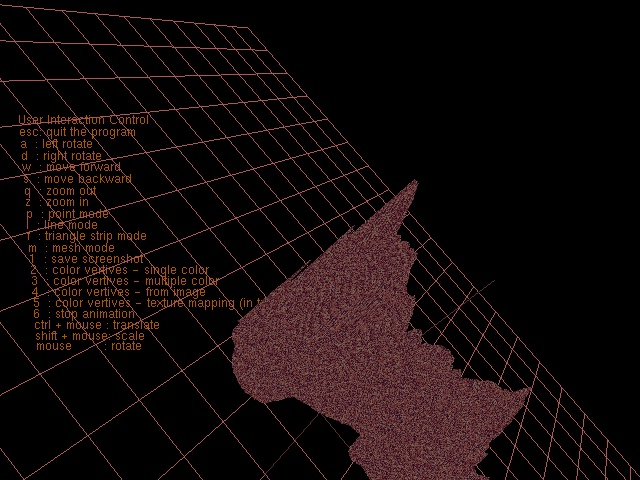 User Interaction Control
esc: quit the program
a : left rotate
d : right rotate
w : move forward
s : move backward
q : zoom out
z : zoom in
p : point mode
l : line mode
f : triangle strip mode
m : mesh mode
1 : save screenshot
2 : color vertives - single color
3 : color vertives - multiple color
4 : color vertives - from image
5 : color vertives - texture mapping (in t
6 : stop animation
ctrl + mouse : translate
shift + mouse: scale
mouse : rotate